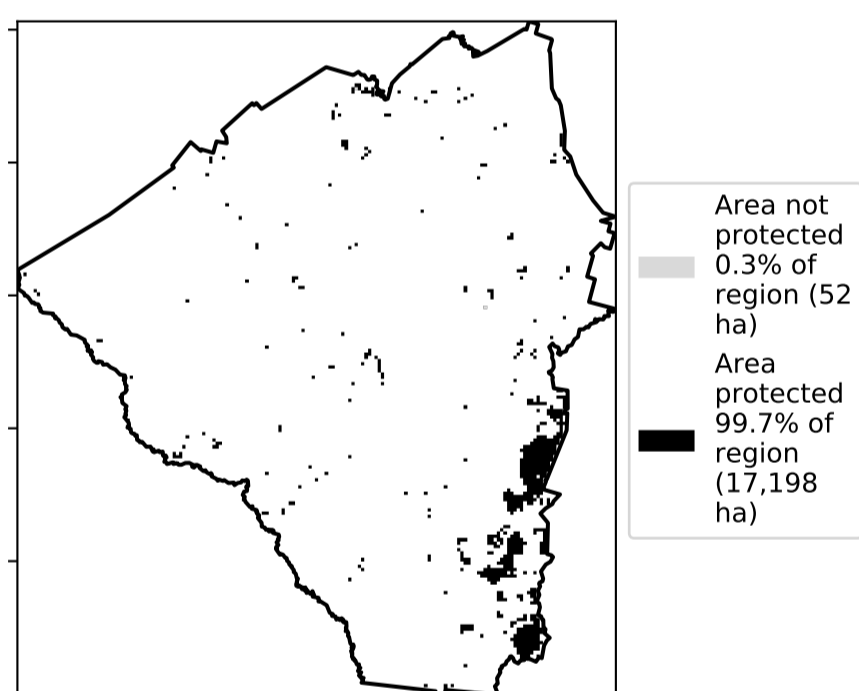 Area not
protected
0.3% of
region (52
ha)
Area
protected
99.7% of
region
(17,198
ha)